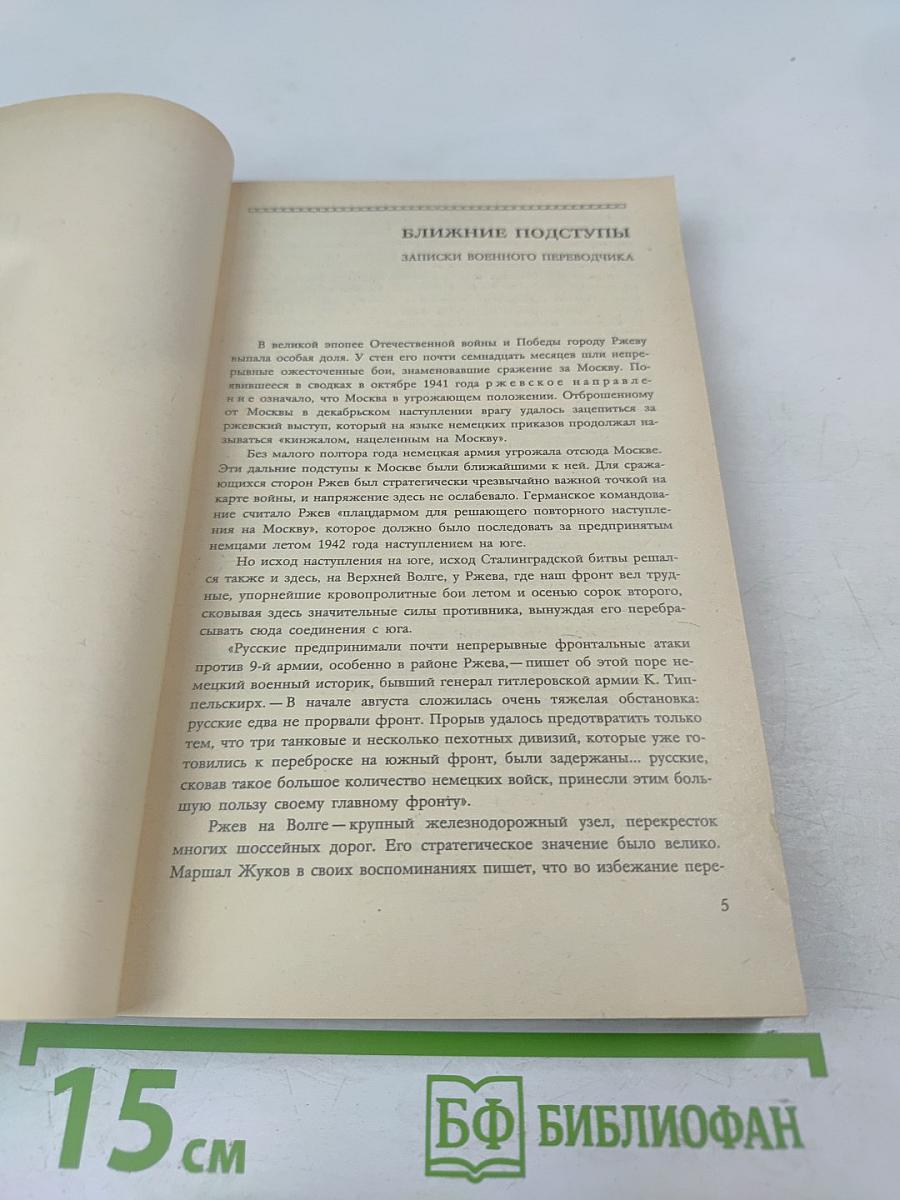 БЛИЖНИЕ ПОДСТУПЫ
ЗАПИСКИ ВОЕННОГО ПЕРЕВОДЧИКА
В великой эпопее Отечественной войны и Победы городу Ржеву
выпала особая доля. У стен его почти семнадцать месяцев шли непре-
рывные ожесточенные бои, знаменовавшие сражение за Москву. По-
явившееся в сводках в октябре 1941 года ржевское направле-
ние означало, что Москва в угрожающем положении. Отброшенному
от Москвы в декабрьском наступлении врагу удалось зацепиться за
ржевский выступ, который на языке немецких приказов продолжал на-
зываться «кинжалом, нацеленным на Москву».
Без малого полтора года немецкая армия угрожала отсюда Москве.
Эти дальние подступы к Москве были ближайшими к ней. Для сража-
ющихся сторон Ржев был стратегически чрезвычайно важной точкой на
карте войны, и напряжение здесь не ослабевало. Германское командова-
ние считало Ржев «плацдармом для решающего повторного наступле-
ния на Москву», которое должно было последовать за предпринятым
немцами летом 1942 года наступлением на юге.
Но исход наступления на юге, исход Сталинградской битвы решал-
ся также и здесь, на Верхней Волге, у Ржева, где наш фронт вел труд-
ные, упорнейшие кровопролитные бои летом и осенью сорок второго,
сковывая здесь значительные силы противника, вынуждая его перебра-
сывать сюда соединения с юга.
«Русские предпринимали почти непрерывные фронтальные атаки
против 9-й армии, особенно в районе Ржева,— пишет об этой поре не-
мецкий военный историк, бывший генерал гитлеровской армии К. Тип-
пельскирх. — В начале августа сложилась очень тяжелая обстановка:
русские едва не прорвали фронт. Прорыв удалось предотвратить только
тем, что три танковые и несколько пехотных дивизий, которые уже го-
товились к переброске на южный фронт, были задержаны... русские,
сковав такое большое количество немецких войск, принесли этим боль-
шую пользу своему главному фронту».
Ржев на Волге — крупный железнодорожный узел, перекресток
многих шоссейных дорог. Его стратегическое значение было велико.
Маршал Жуков в своих воспоминаниях пишет, что во избежание пере-
5
15 см
БФ БИБЛИОФАН